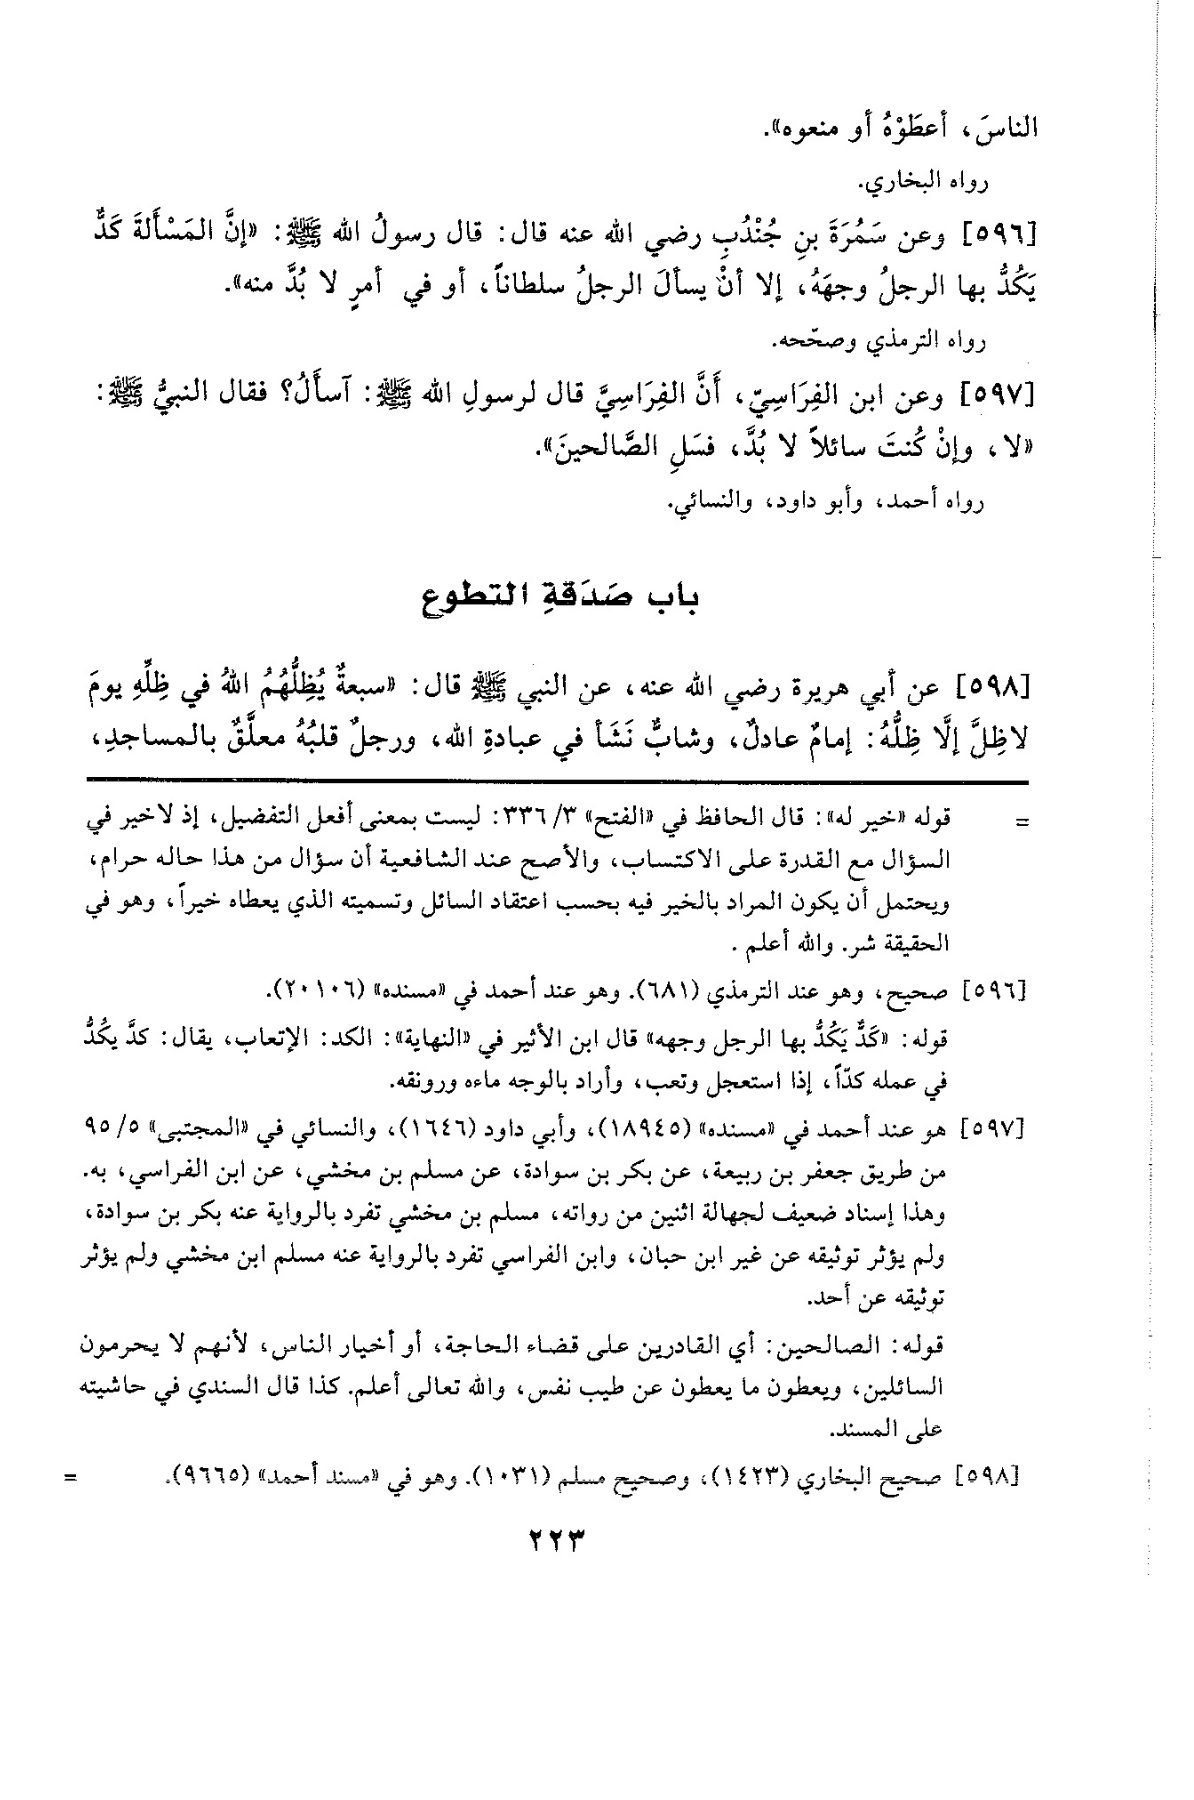 الناسَ، أعطَوْهُ أو منعوه».
رواه البخاري.
[٥٩٦] وعن سَمُرَةَ بنِ جُنْدُبِ رضي الله عنه قال: قال رسولُ الله ﷺ: «إنَّ المَسْأَلةَ كَدٌّ
يَكُدُّ بها الرجلُ وجهَهُ، إلا أنْ يسألَ الرجلُ سلطاناً، أو في أمرٍ لا بُدَّ منه».
رواه الترمذي وصحّحه.
[٥٩٧] وعن ابن الفِرَاسِيّ، أَنَّ الفِرَاسِيَّ قال لرسولِ الله ﷺ: آسأَلُ؟ فقال النبيُّ ﷺ:
«لا، وإنْ كُنتَ سائلاً لا بُدَّ، فسَلِ الصَّالحينَ».
رواه أحمد، وأبو داود، والنسائي.
باب صَدَقةِ التطوع
[٥٩٨] عن أبي هريرة رضي الله عنه، عن النبي ﷺ قال: «سبعةٌ يُظِلُّهُمُ اللهُ في ظِلِّهِ يومَ
لاظِلَّ إلَّا ظِلُّهُ: إمامٌ عادلٌ، وشابٌّ نَشَأ في عبادةِ الله، ورجلٌ قلبُهُ معلَّقٌ بالمساجدِ،
= قوله «خير له»: قال الحافظ في «الفتح» ٣/ ٣٣٦: ليست بمعنى أفعل التفضيل، إذ لاخير في
السؤال مع القدرة على الاكتساب، والأصح عند الشافعية أن سؤال من هذا حاله حرام،
ويحتمل أن يكون المراد بالخير فيه بحسب اعتقاد السائل وتسميته الذي يعطاه خيراً، وهو في
الحقيقة شر. والله أعلم .
[٥٩٦] صحيح، وهو عند الترمذي (٦٨١). وهو عند أحمد في «مسنده» (٢٠١٠٦).
قوله: «كَدٌّ يَكُدُّ بها الرجل وجهه» قال ابن الأثير في «النهاية»: الكد: الإتعاب، يقال: كدَّ يكُدُّ
في عمله كدّاً، إذا استعجل وتعب، وأراد بالوجه ماءه ورونقه.
[٥٩٧] هو عند أحمد في «مسنده» (١٨٩٤٥)، وأبي داود (١٦٤٦)، والنسائي في «المجتبى» ٥/ ٩٥
من طريق جعفر بن ربيعة، عن بكر بن سوادة، عن مسلم بن مخشي، عن ابن الفراسي، به.
وهذا إسناد ضعيف لجهالة اثنين من رواته، مسلم بن مخشي تفرد بالرواية عنه بكر بن سوادة،
ولم يؤثر توثيقه عن غير ابن حبان، وابن الفراسي تفرد بالرواية عنه مسلم ابن مخشي ولم يؤثر
توثيقه عن أحد.
قوله: الصالحين: أي القادرين على قضاء الحاجة، أو أخيار الناس، لأنهم لا يحرمون
السائلين، ويعطون ما يعطون عن طيب نفس، والله تعالى أعلم. كذا قال السندي في حاشيته
على المسند.
[٥٩٨] صحيح البخاري (١٤٢٣)، وصحيح مسلم (١٠٣١). وهو في «مسند أحمد» (٩٦٦٥). =
٢٢٣